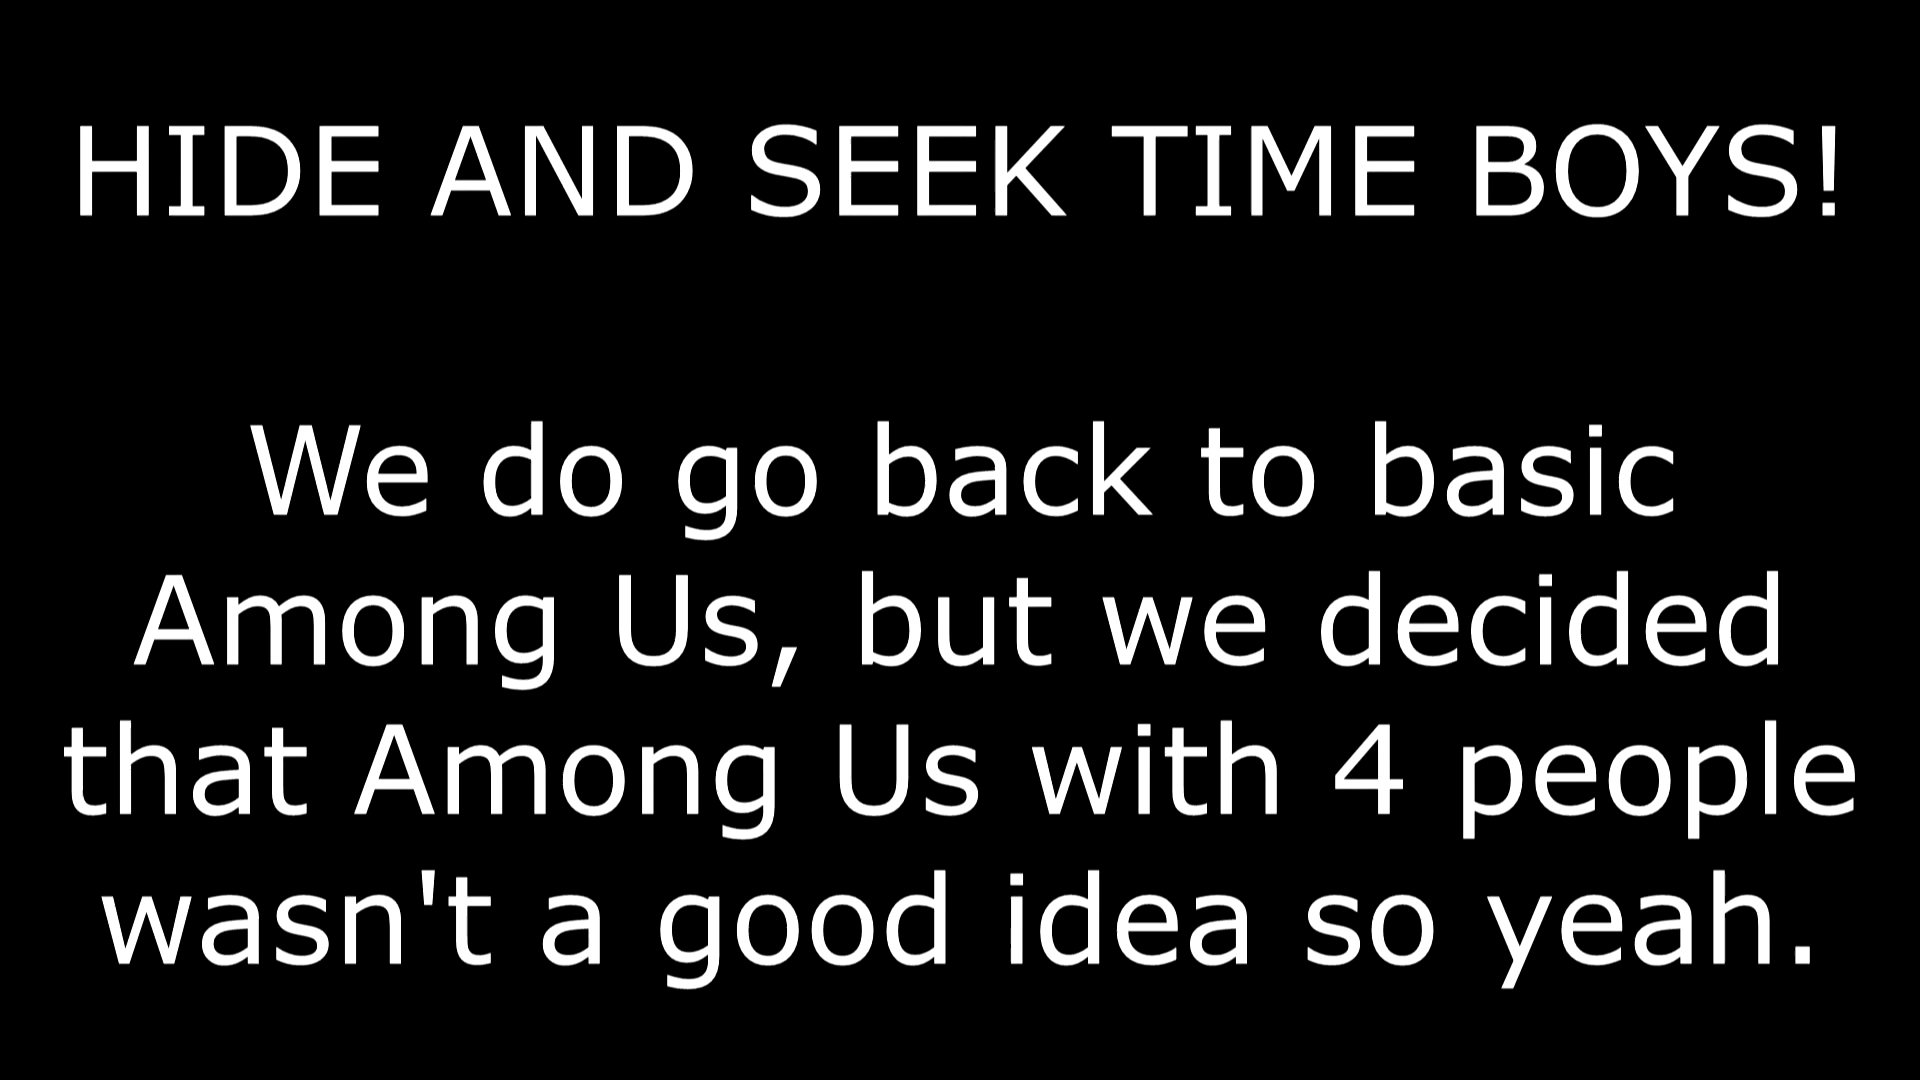 HIDE AND SEEK TIME BOYS!
We do go back to basic
Among Us, but we decided
that Among Us with 4 people
wasn't a good idea so yeah.